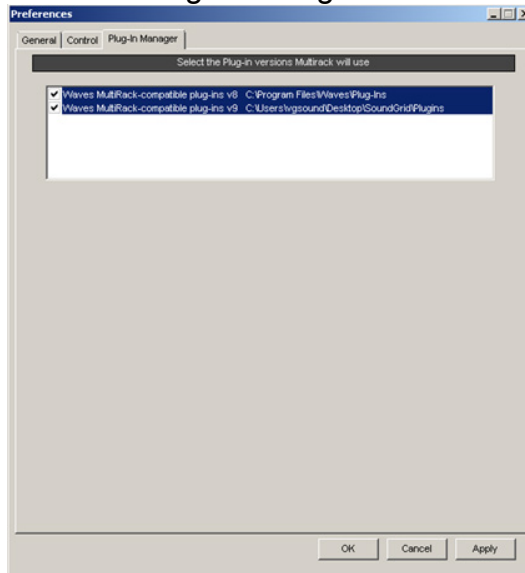 Preferences
General Control Plug-In Manager
Select the Plug-in versions Multirack will use
Waves MultiRack-compatible plug-ins v8 C:\Program Files\Waves\Plug-Ins
Waves MultiRack-compatible plug-ins v9 C:\Users\vgsound\Desktop\SoundGrid\Plugins
OK Cancel Apply